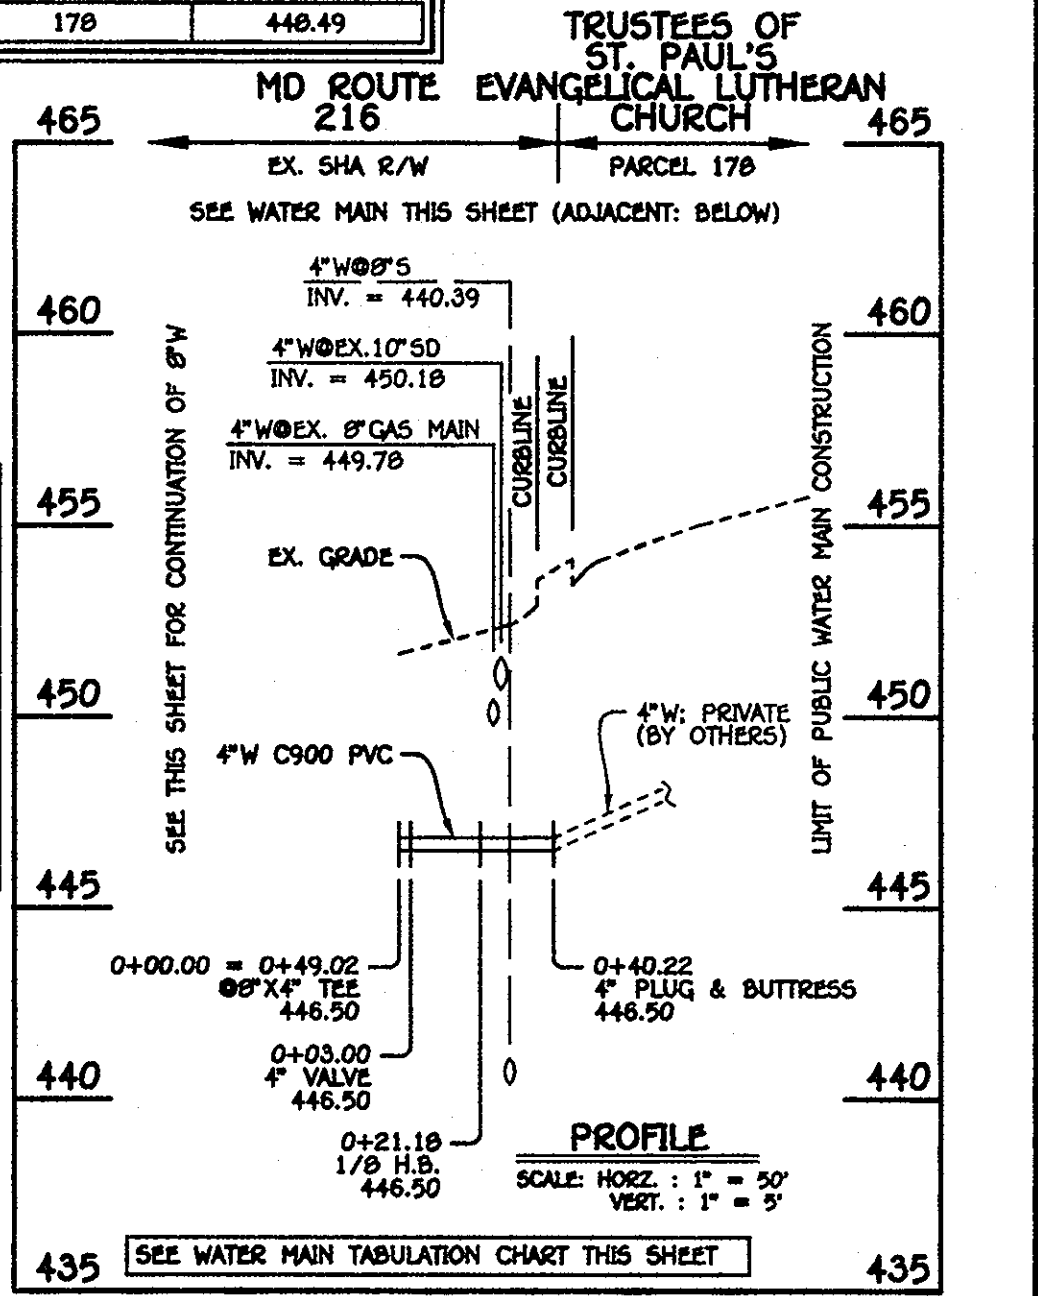 178 448.49
TRUSTEES OF
ST. PAUL'S
MD ROUTE EVANGELICAL LUTHERAN
216 CHURCH
465 465
EX. SHA R/W PARCEL 178
SEE WATER MAIN THIS SHEET (ADJACENT: BELOW)
4"W@8"S
INV. = 440.39
460 460
4"W@EX.10"SD
INV. = 450.18
4"W@EX. 8"GAS MAIN
INV. = 449.78
CURBLINE
CURBLINE
SEE THIS SHEET FOR CONTINUATION OF 8"W
LIMIT OF PUBLIC WATER MAIN CONSTRUCTION
455 455
EX. GRADE
450 450
4"W; PRIVATE
(BY OTHERS)
4"W C900 PVC
445 445
0+00.00 = 0+49.02
@8"X4" TEE
446.50
0+40.22
4" PLUG & BUTTRESS
446.50
0+03.00
4" VALVE
446.50
440 440
0+21.18
1/8 H.B.
446.50
PROFILE
SCALE: HORZ. : 1" = 50'
VERT. : 1" = 5'
SEE WATER MAIN TABULATION CHART THIS SHEET
435 435